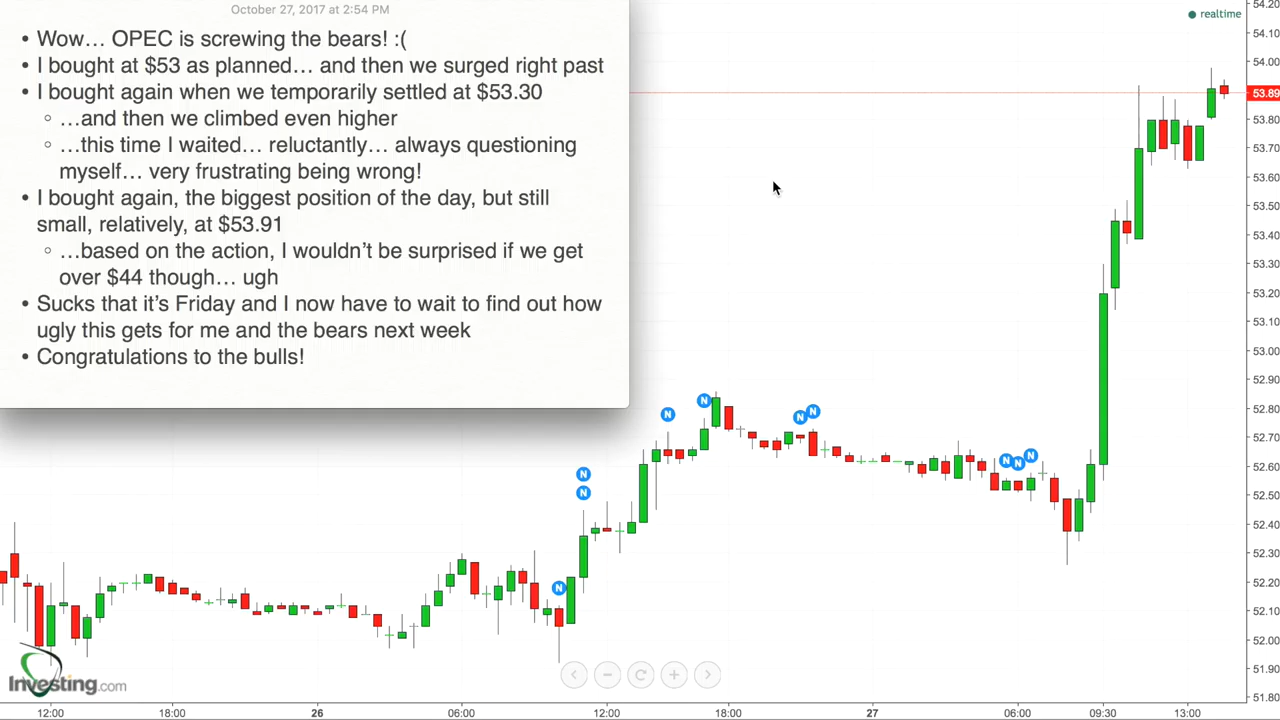 October 27, 2017 at 2:54 PM
• Wow… OPEC is screwing the bears! :(
• I bought at $53 as planned… and then we surged right past
• I bought again when we temporarily settled at $53.30
◦ …and then we climbed even higher
◦ …this time I waited… reluctantly… always questioning
myself… very frustrating being wrong!
• I bought again, the biggest position of the day, but still
small, relatively, at $53.91
◦ …based on the action, I wouldn’t be surprised if we get
over $44 though… ugh
• Sucks that it’s Friday and I now have to wait to find out how
ugly this gets for me and the bears next week
• Congratulations to the bulls!
realtime
54.20
54.10
54.00
53.89
53.80
53.70
53.60
53.50
53.40
53.30
53.20
53.10
53.00
52.90
52.80
52.70
52.60
52.50
52.40
52.30
52.20
52.10
52.00
51.90
51.80
N
N
N
N
N
N
N
N
N
N
Investing.com
12:00
18:00
26
06:00
12:00
18:00
27
06:00
09:30
13:00